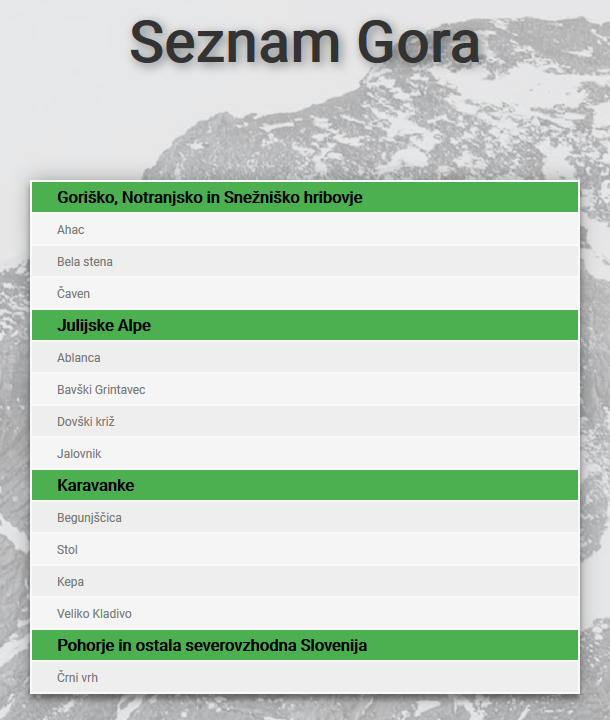 Seznam Gora
Goriško, Notranjsko in Snežniško hribovje
Ahac
Bela stena
Čaven
Julijske Alpe
Ablanca
Bavški Grintavec
Dovški križ
Jalovnik
Karavanke
Begunjščica
Stol
Kepa
Veliko Kladivo
Pohorje in ostala severovzhodna Slovenija
Črni vrh